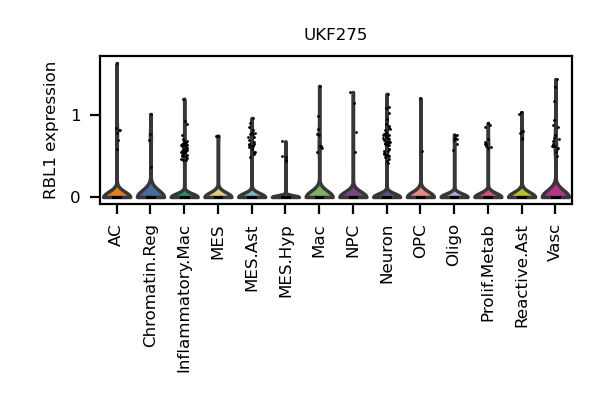 UKF275
RBL1 expression
1
0
AC
Chromatin.Reg
Inflammatory.Mac
MES
MES.Ast
MES.Hyp
Mac
NPC
Neuron
OPC
Oligo
Prolif.Metab
Reactive.Ast
Vasc